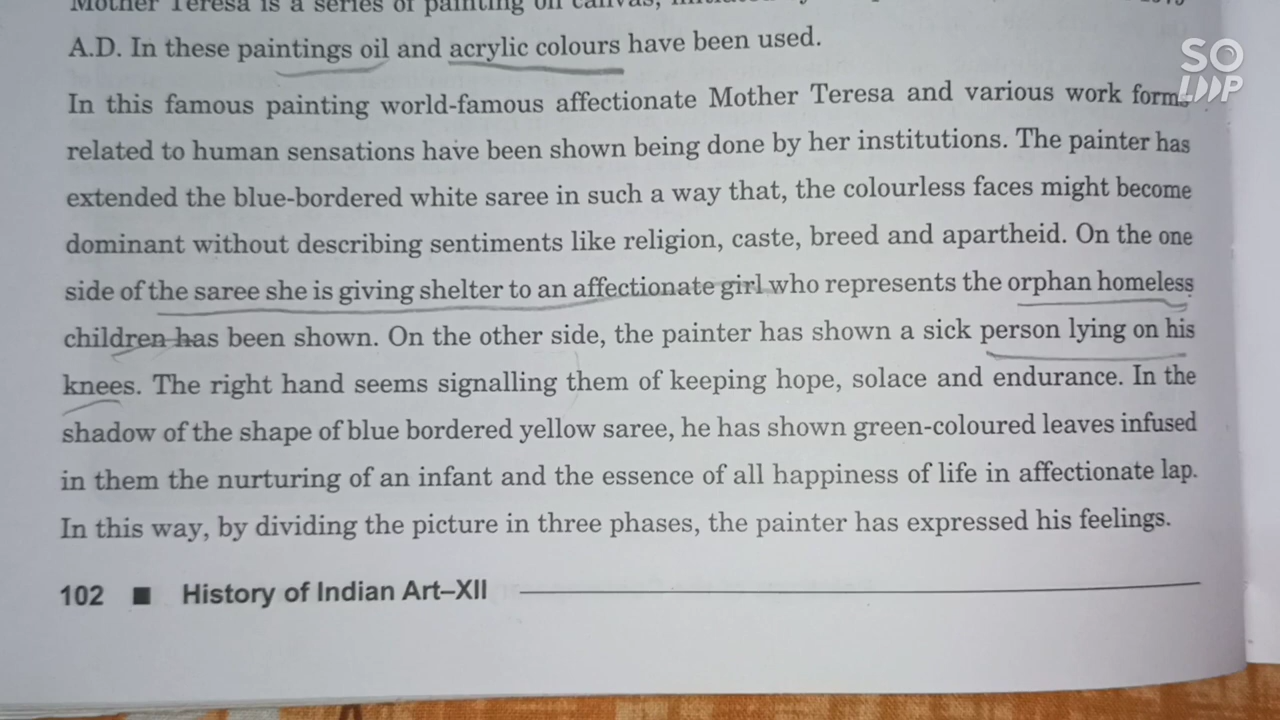 Mother Teresa is a series of painting on canvas,
A.D. In these paintings oil and acrylic colours have been used.
In this famous painting world-famous affectionate Mother Teresa and various work forms
related to human sensations have been shown being done by her institutions. The painter has
extended the blue-bordered white saree in such a way that, the colourless faces might become
dominant without describing sentiments like religion, caste, breed and apartheid. On the one
side of the saree she is giving shelter to an affectionate girl who represents the orphan homeless
children has been shown. On the other side, the painter has shown a sick person lying on his
knees. The right hand seems signalling them of keeping hope, solace and endurance. In the
shadow of the shape of blue bordered yellow saree, he has shown green-coloured leaves infused
in them the nurturing of an infant and the essence of all happiness of life in affectionate lap.
In this way, by dividing the picture in three phases, the painter has expressed his feelings.
102 ■ History of Indian Art–XII
SO
LOOP